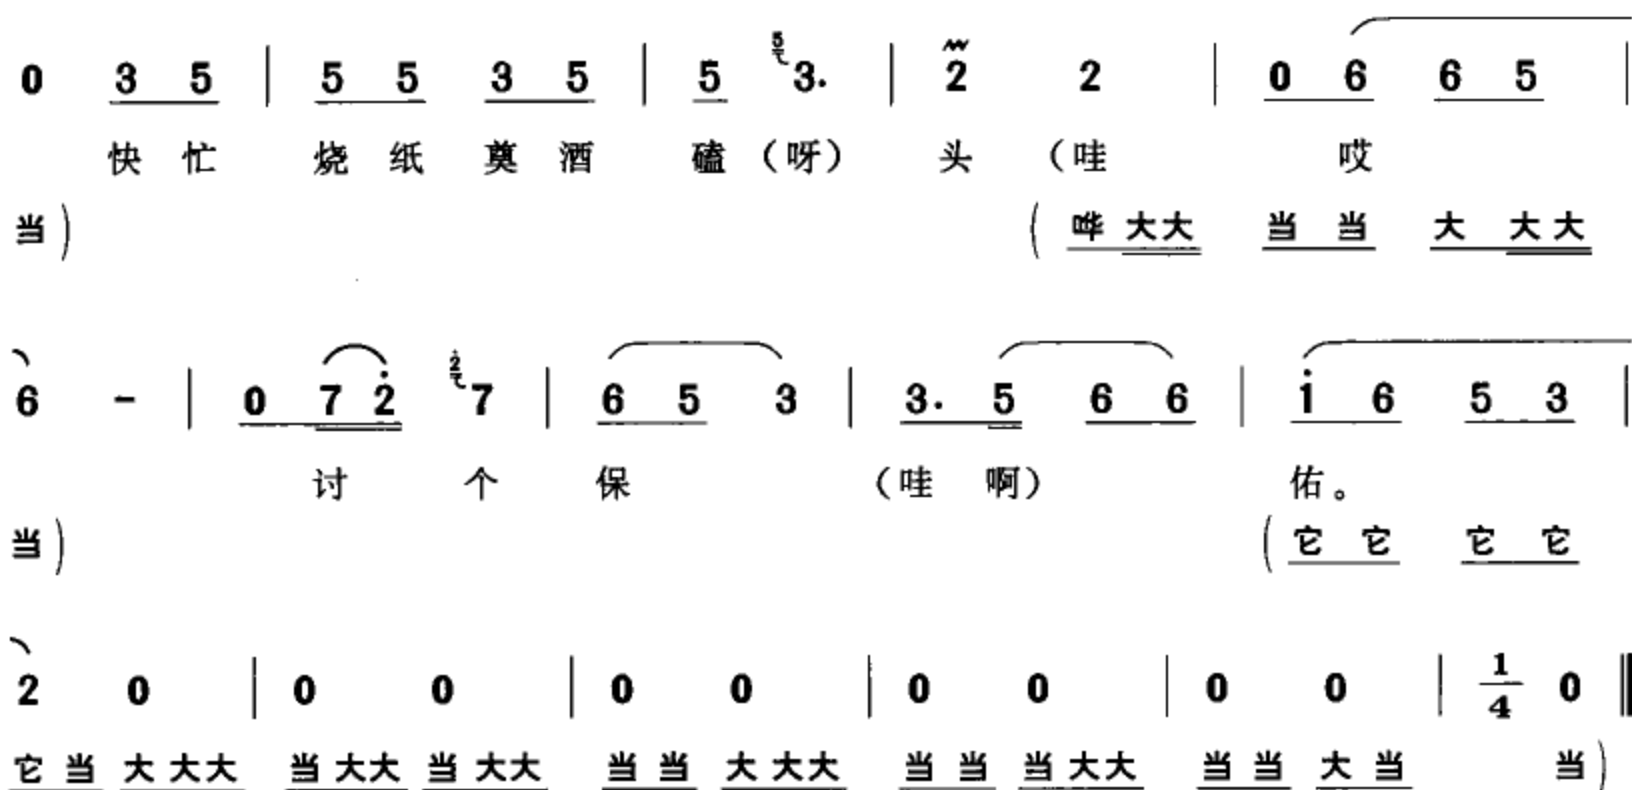 0 3 5 | 5 5 3 5 | 5 5 3. | 2 2 | 0 6 6 5 |
快 忙 烧 纸 奠 酒 磕 （呀） 头 （哇 哎
当） （ 哗 大大 当 当 大 大大
6 - | 0 7 2 2 7 | 6 5 3 | 3. 5 6 6 | 1 6 5 3 |
讨 个 保 （哇 啊） 佑。
当） （ 它 它 它 它
2 0 | 0 0 | 0 0 | 0 0 | 0 0 | 1/4 0
它 当 大 大大 当 大大 当 大大 当 当 大 大大 当 当 当 大大 当 当 大 当 当）